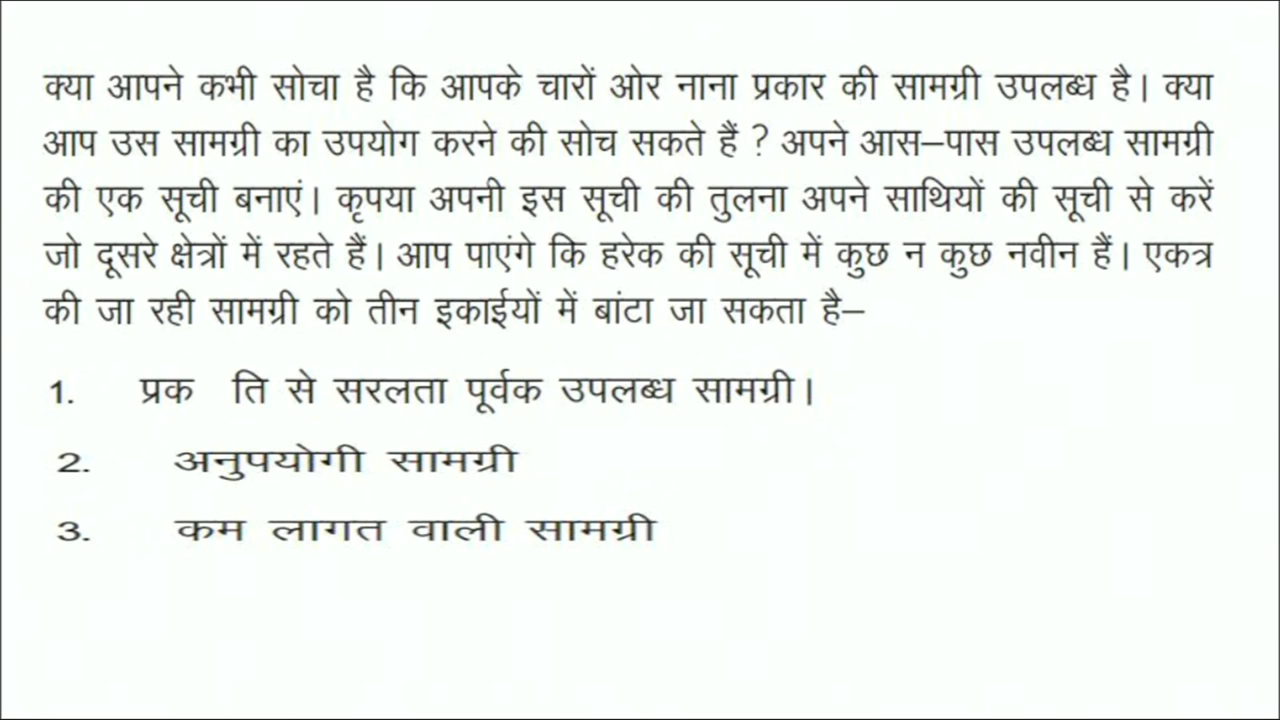 क्या आपने कभी सोचा है कि आपके चारों ओर नाना प्रकार की सामग्री उपलब्ध है। क्या
आप उस सामग्री का उपयोग करने की सोच सकते हैं ? अपने आस–पास उपलब्ध सामग्री
की एक सूची बनाएं। कृपया अपनी इस सूची की तुलना अपने साथियों की सूची से करें
जो दूसरे क्षेत्रों में रहते हैं। आप पाएंगे कि हरेक की सूची में कुछ न कुछ नवीन हैं। एकत्र
की जा रही सामग्री को तीन इकाईयों में बांटा जा सकता है–
1. प्रक ति से सरलता पूर्वक उपलब्ध सामग्री।
2. अनुपयोगी सामग्री
3. कम लागत वाली सामग्री